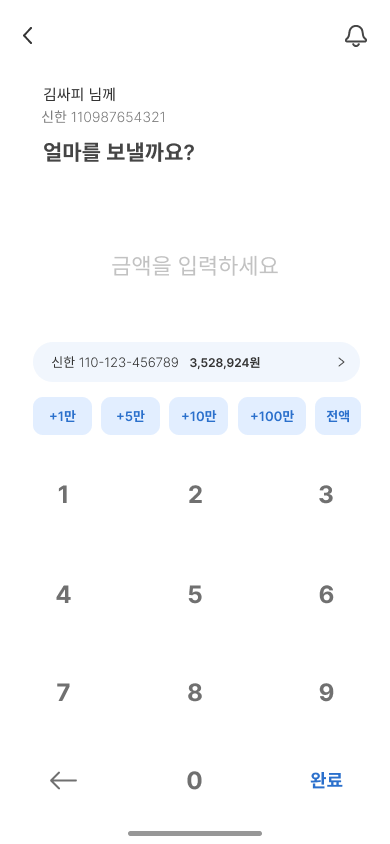 김싸피 님께
신한 110987654321
얼마를 보낼까요?
금액을 입력하세요
신한 110-123-456789 3,528,924원
+1만 +5만 +10만 +100만 전액
1 2 3
4 5 6
7 8 9
0 완료